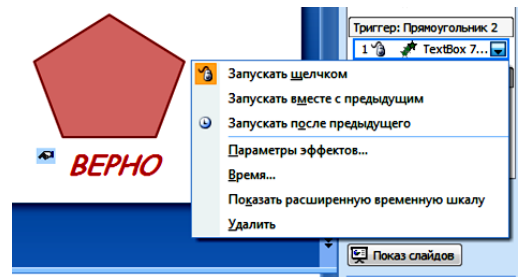 Триггер: Прямоугольник 2
1 TextBox 7...
Запускать щелчком
Запускать вместе с предыдущим
Запускать после предыдущего
Параметры эффектов...
Время...
Показать расширенную временную шкалу
Удалить
ВЕРНО
Показ слайдов